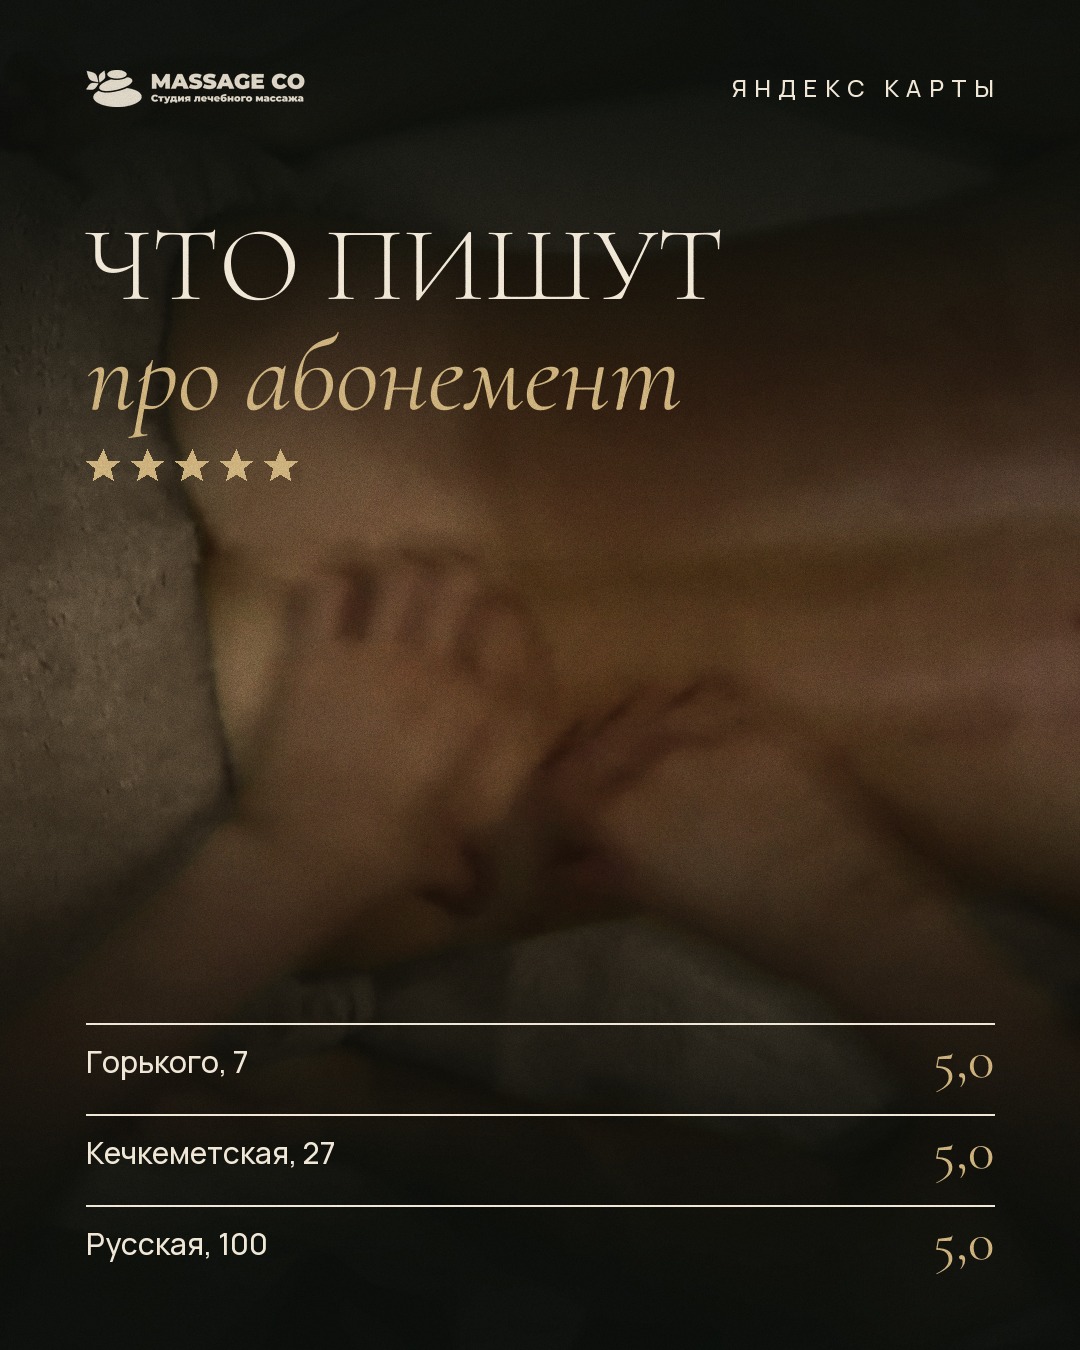 MASSAGE CO
Студия лечебного массажа
ЯНДЕКС КАРТЫ
ЧТО ПИШУТ
про абонемент
Горького, 7
5,0
Кечкеметская, 27
5,0
Русская, 100
5,0